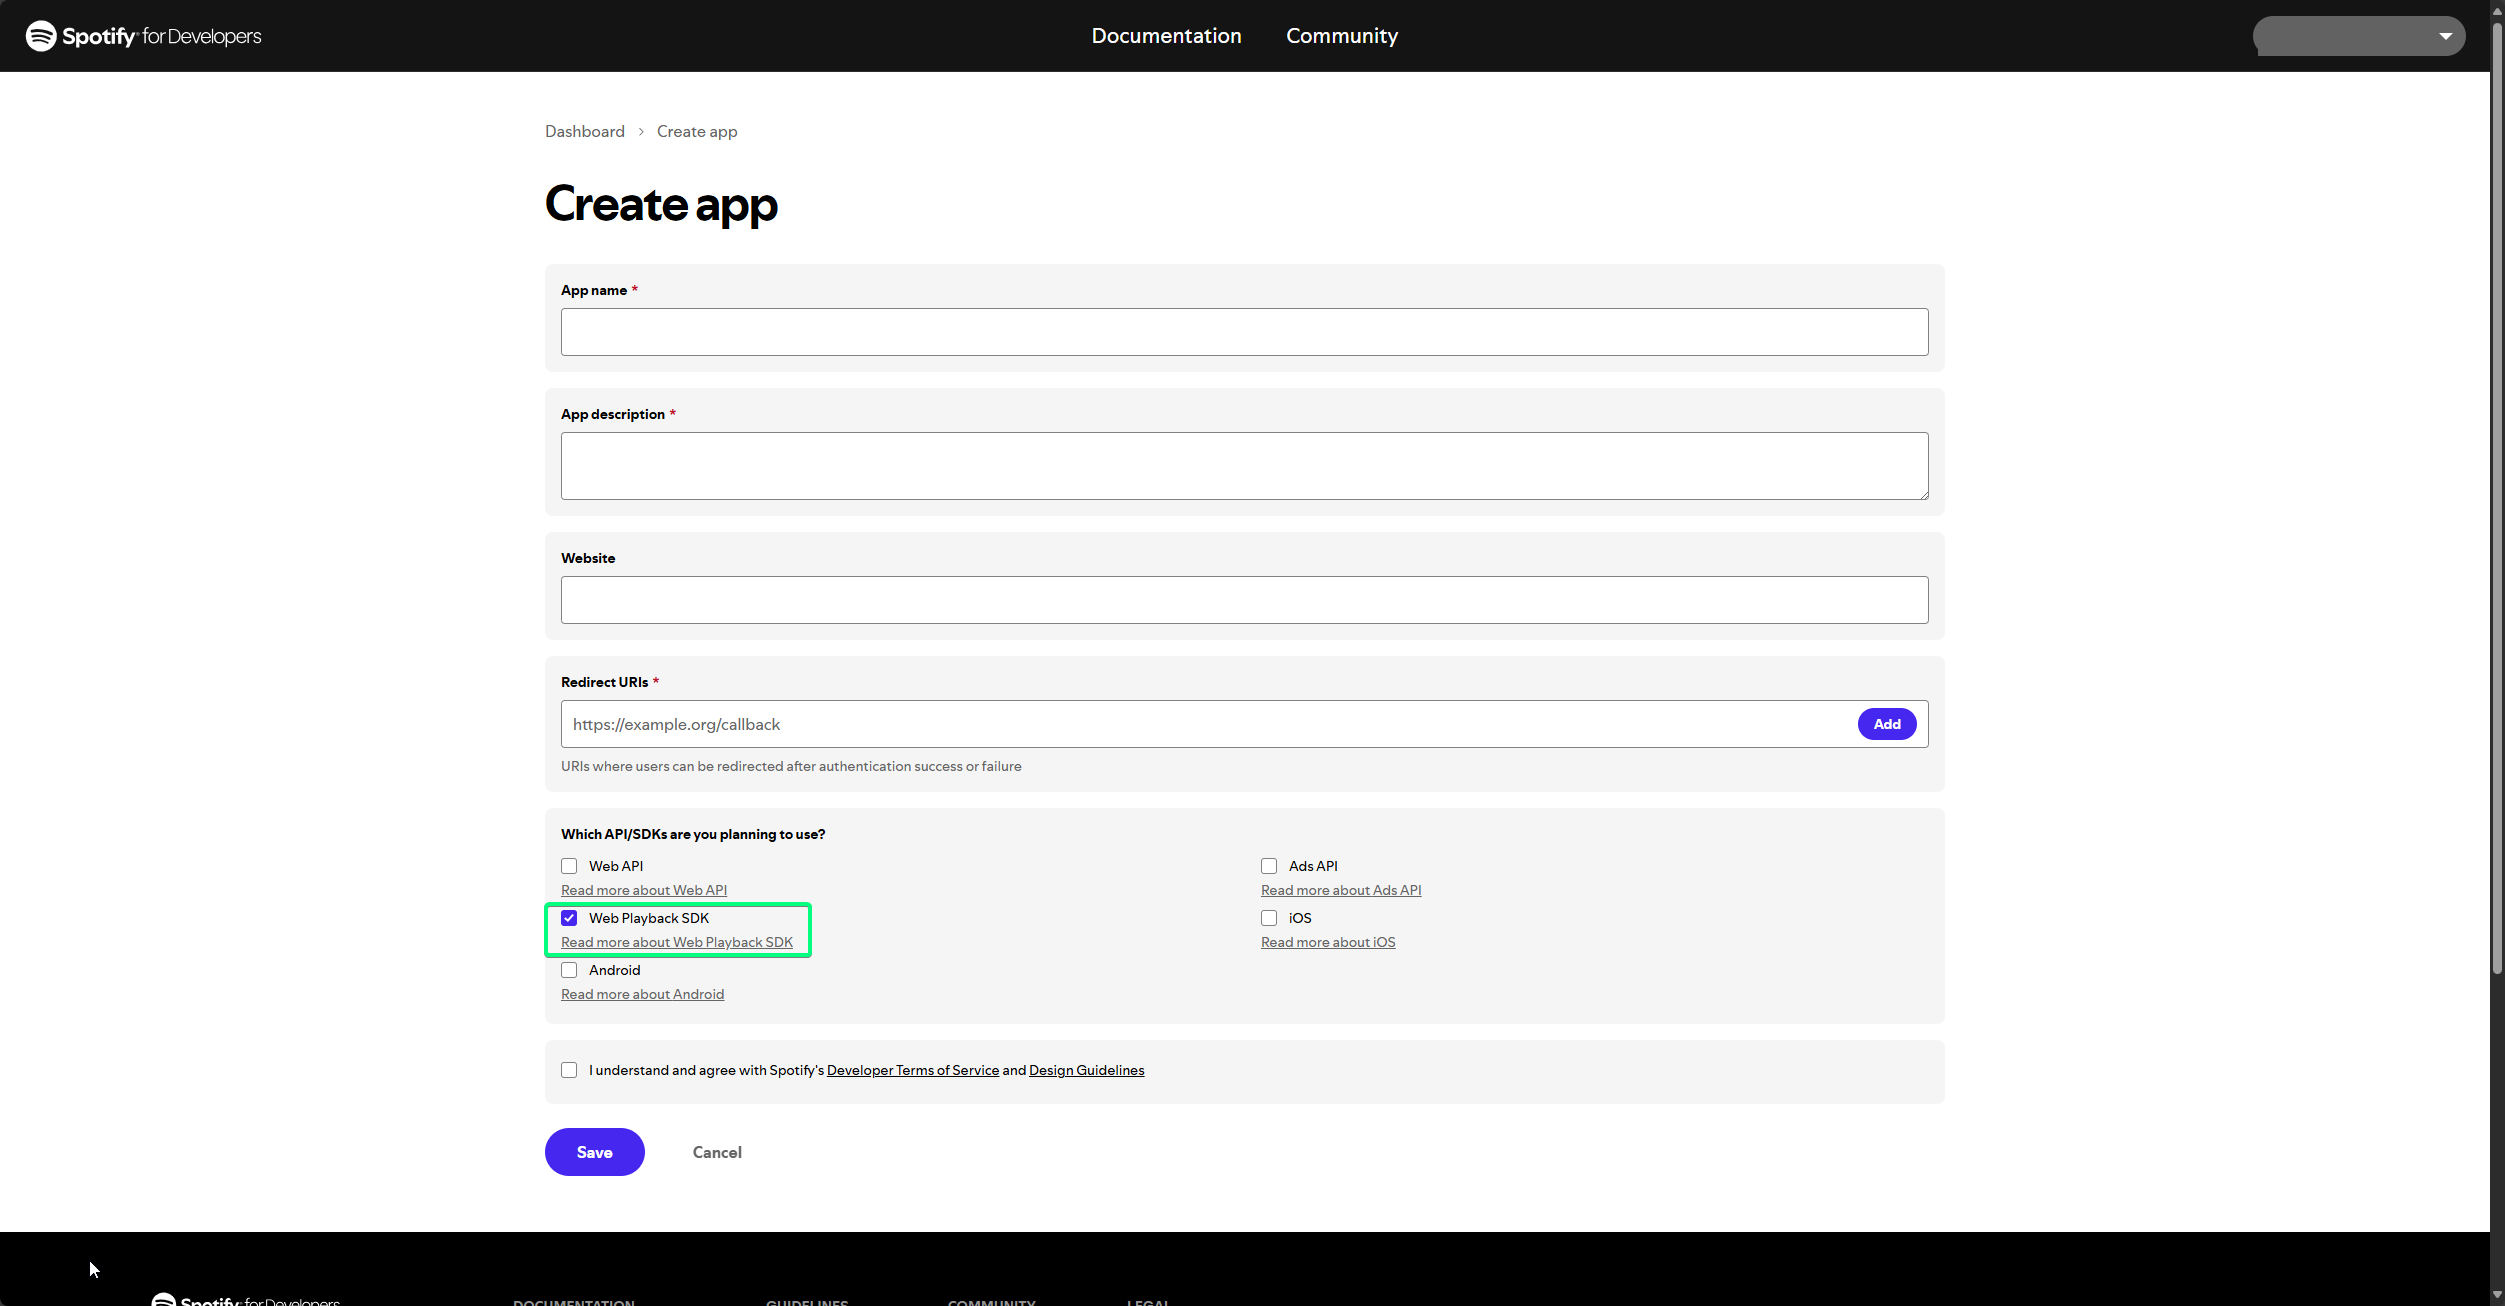 Spotify for Developers
Documentation
Community
Dashboard > Create app
Create app
App name *
App description *
Website
Redirect URIs *
https://example.org/callback
Add
URIs where users can be redirected after authentication success or failure
Which API/SDKs are you planning to use?
Web API
Read more about Web API
Ads API
Read more about Ads API
Web Playback SDK
Read more about Web Playback SDK
iOS
Read more about iOS
Android
Read more about Android
I understand and agree with Spotify's Developer Terms of Service and Design Guidelines
Save
Cancel
Spotify for Developers
DOCUMENTATION
GUIDELINES
COMMUNITY
LEGAL